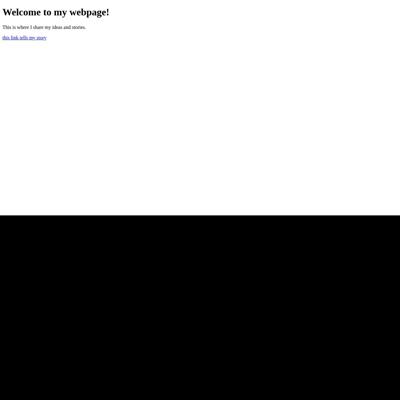 Welcome to my webpage!
This is where I share my ideas and stories.
this link tells my story